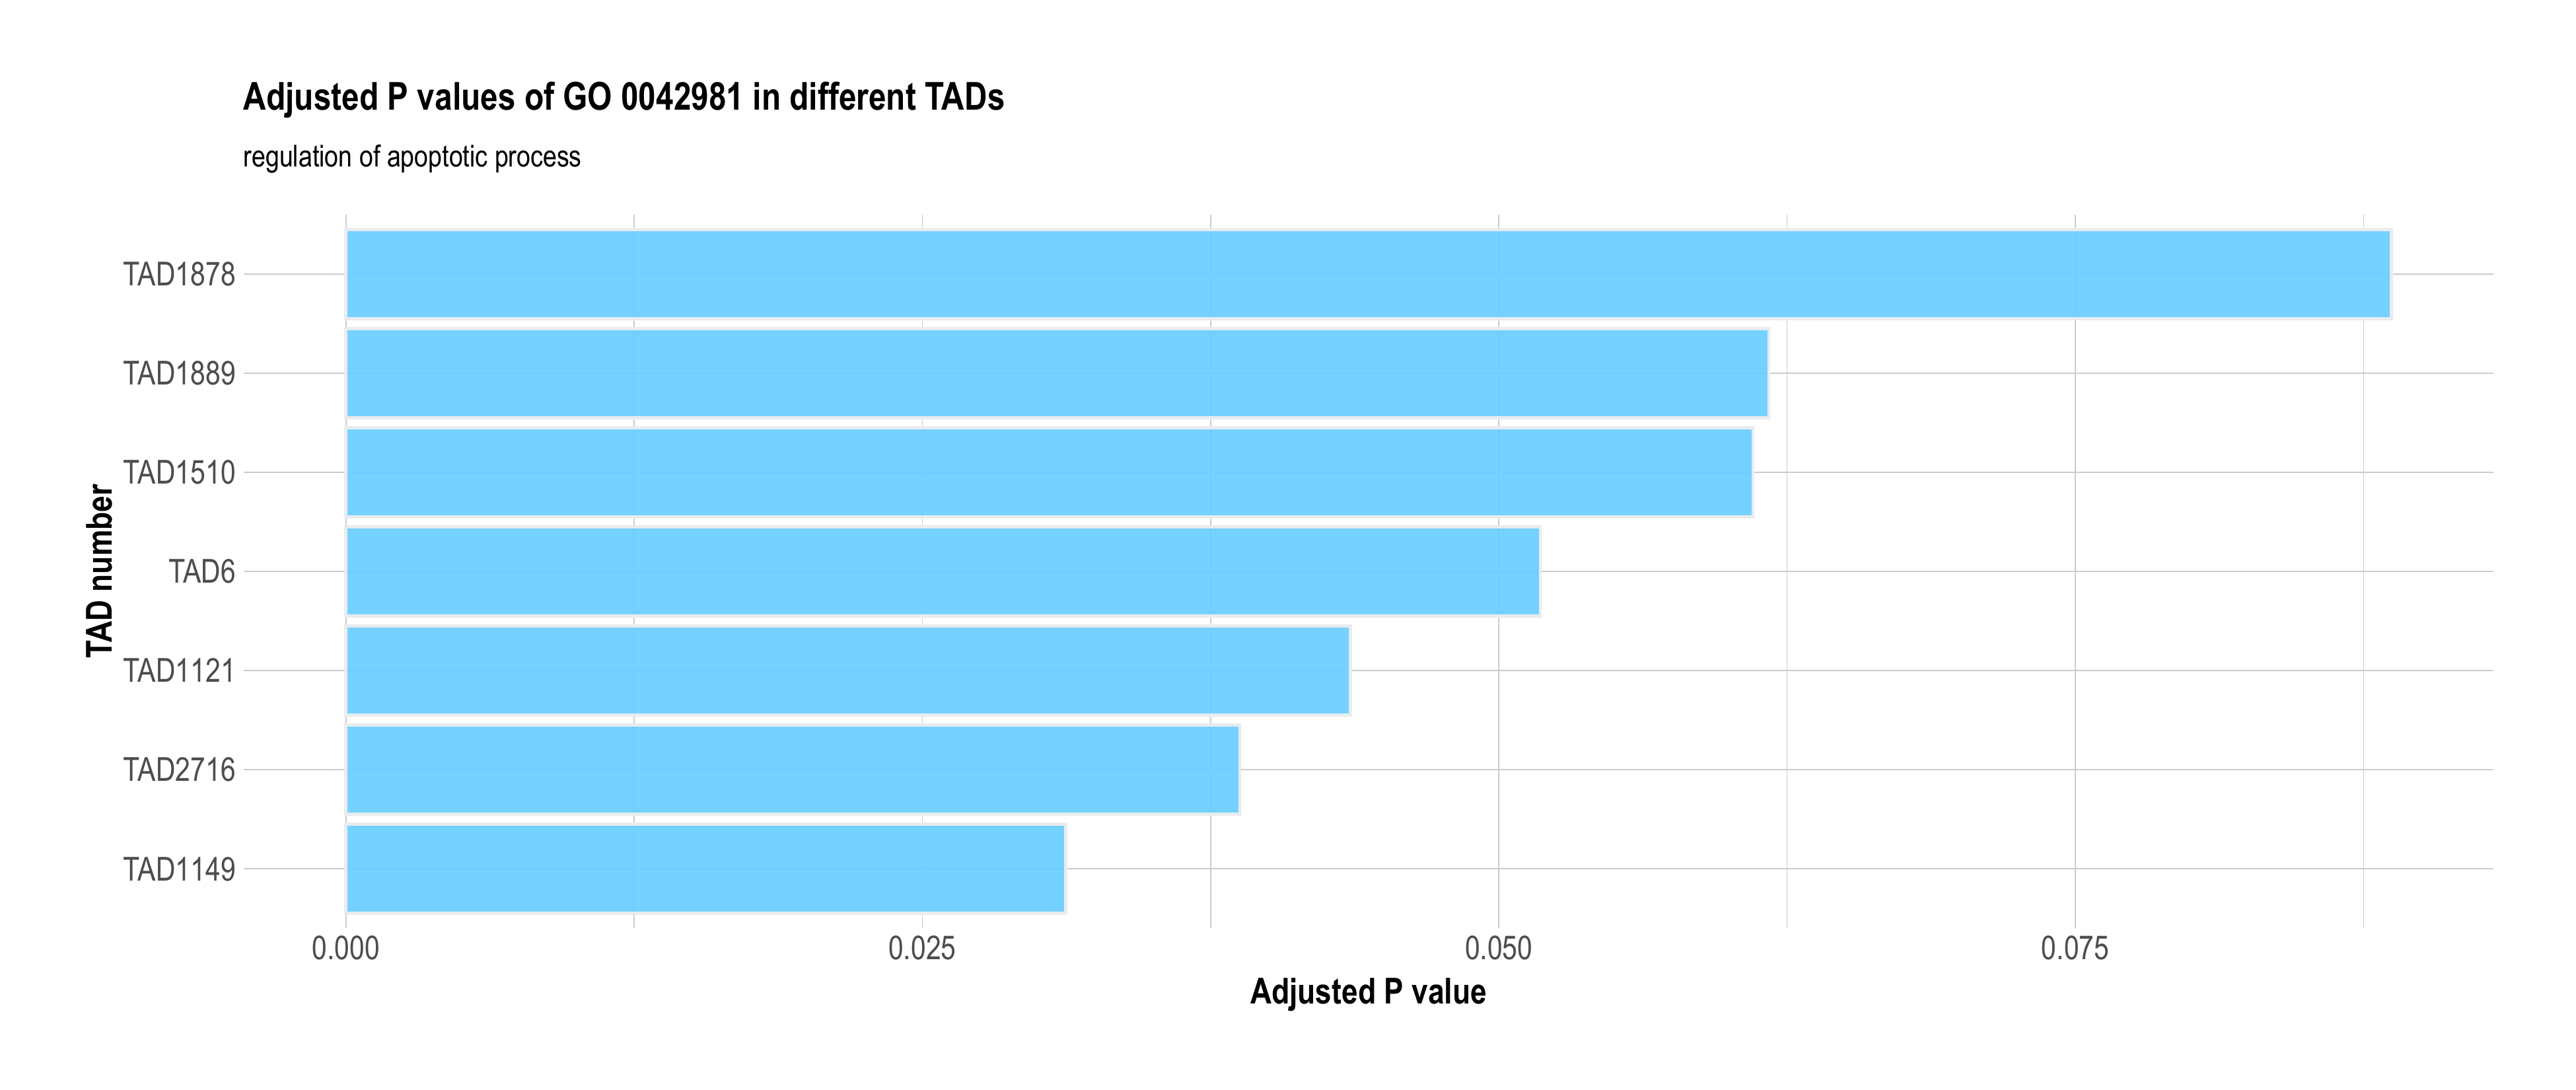 Adjusted P values of GO 0042981 in different TADs
regulation of apoptotic process
TAD number
TAD1878
TAD1889
TAD1510
TAD6
TAD1121
TAD2716
TAD1149
0.000 0.025 0.050 0.075
Adjusted P value